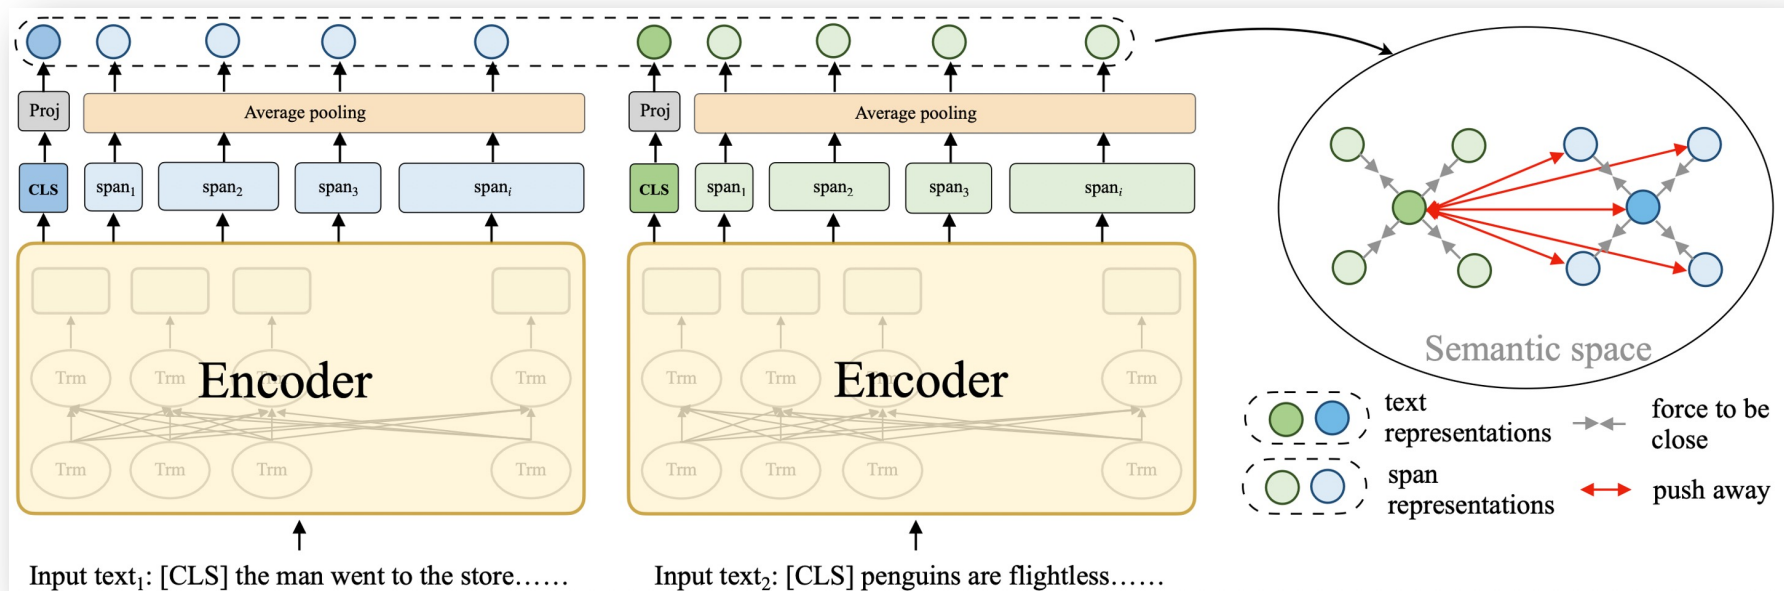 Proj
Average pooling
CLS
span1
span2
span3
spani
Encoder
Trm Trm Trm Trm
Trm Trm Trm Trm
Input text1: [CLS] the man went to the store……
Proj
Average pooling
CLS
span1
span2
span3
spani
Encoder
Trm Trm Trm Trm
Trm Trm Trm Trm
Input text2: [CLS] penguins are flightless……
Semantic space
text
representations
force to be
close
span
representations
push away